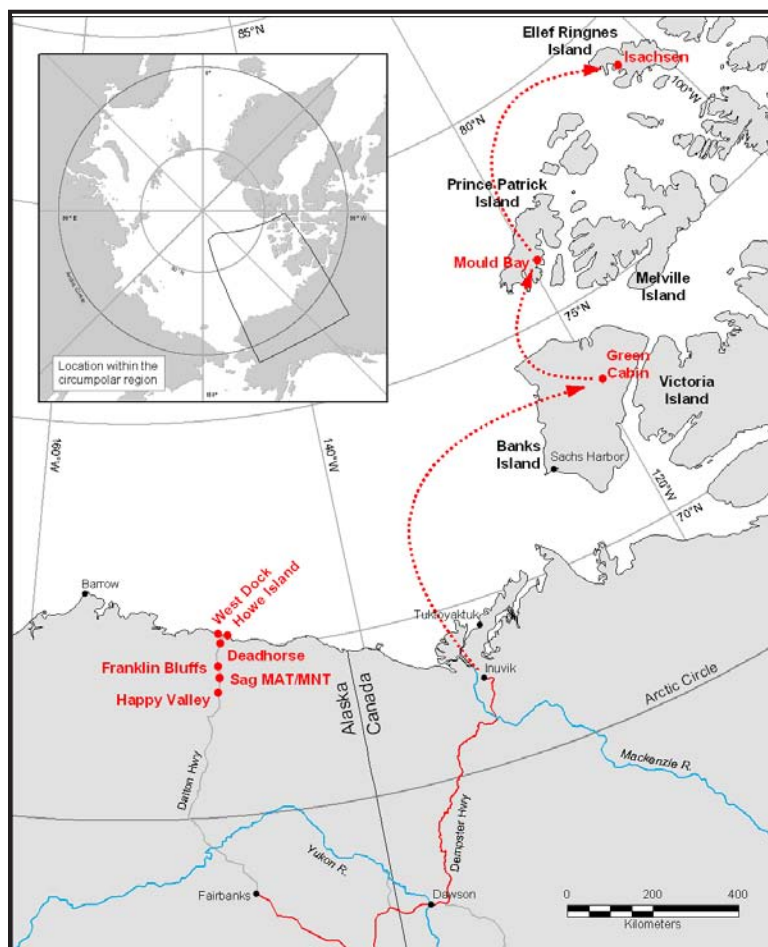 85°N
Ellef Ringnes
Island
Isachsen
100°W
80°N
Prince Patrick
Island
Mould Bay
Melville
Island
75°N
Green
Cabin
Victoria
Island
Banks
Island
Sachs Harbor
120°W
70°N
Location within the
circumpolar region
160°W
140°W
Barrow
West Dock
Howe Island
Deadhorse
Franklin Bluffs
Sag MAT/MNT
Happy Valley
Tuktoyaktuk
Inuvik
Alaska
Canada
Arctic Circle
Mackenzie R.
Dalton Hwy
Dempster Hwy
Yukon R.
Fairbanks
Dawson
0 200 400
Kilometers